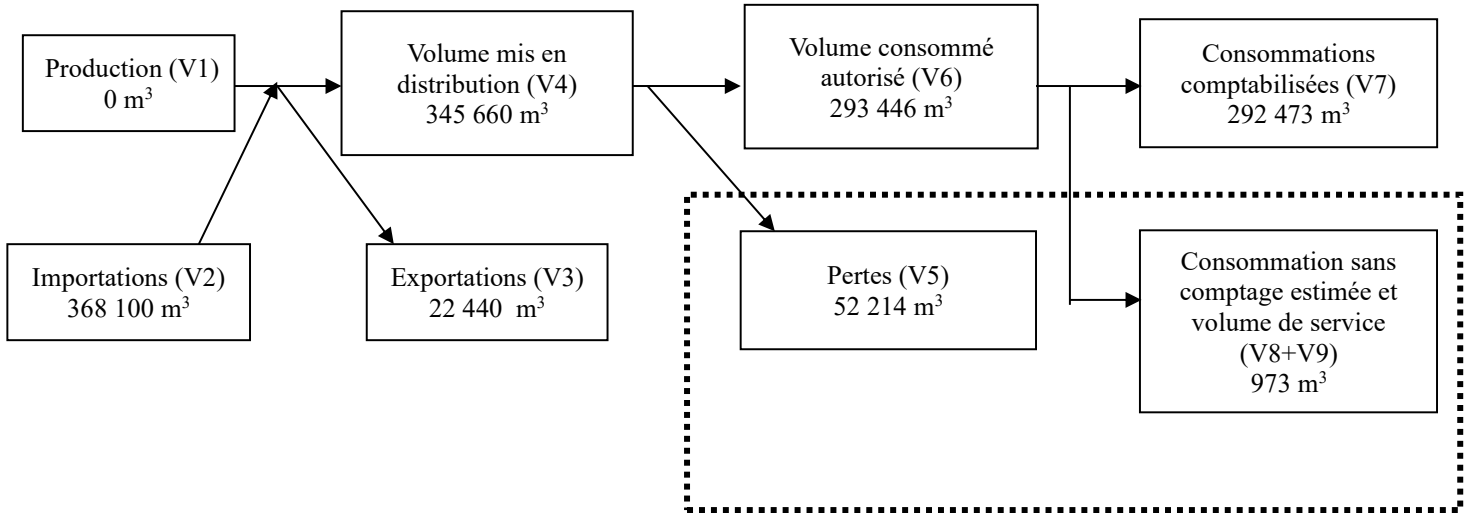 Production (V1)
0 m³
Volume mis en
distribution (V4)
345 660 m³
Volume consommé
autorisé (V6)
293 446 m³
Consommations
comptabilisées (V7)
292 473 m³
Importations (V2)
368 100 m³
Exportations (V3)
22 440 m³
Pertes (V5)
52 214 m³
Consommation sans
comptage estimée et
volume de service
(V8+V9)
973 m³